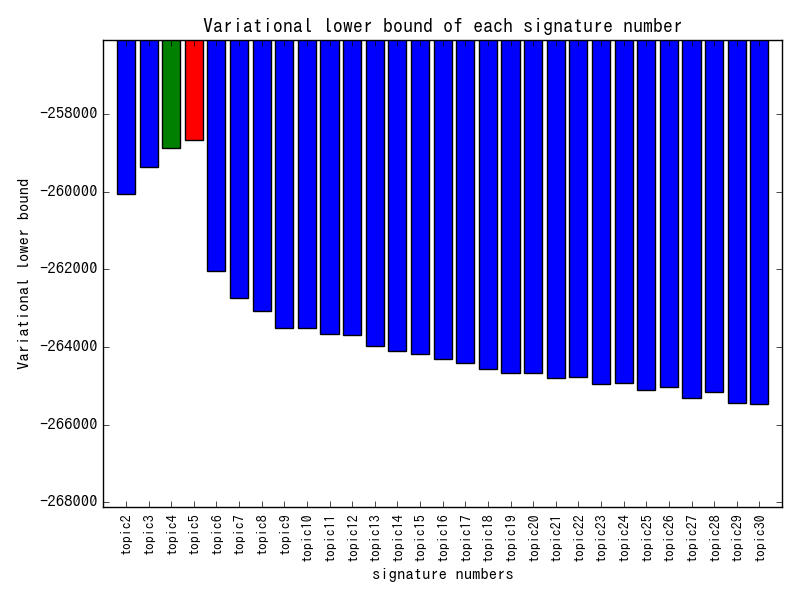 Variational lower bound of each signature number
Variational lower bound
−258000
−260000
−262000
−264000
−266000
−268000
topic2
topic3
topic4
topic5
topic6
topic7
topic8
topic9
topic10
topic11
topic12
topic13
topic14
topic15
topic16
topic17
topic18
topic19
topic20
topic21
topic22
topic23
topic24
topic25
topic26
topic27
topic28
topic29
topic30
signature numbers